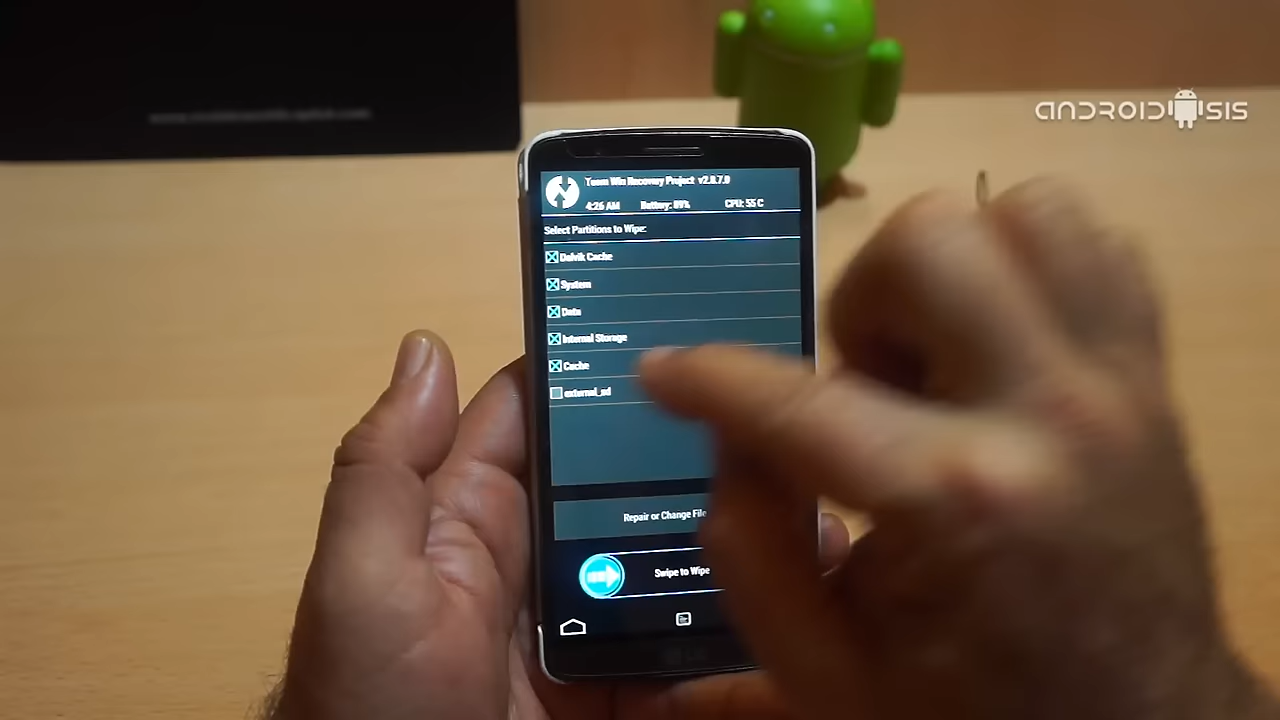 ANDROIDSIS
Team Win Recovery Project v2.8.7.0
4:26 AM Battery: 89% CPU: 55 C
Select Partitions to Wipe:
Dalvik Cache
System
Data
Internal Storage
Cache
external_sd
Repair or Change File
Swipe to Wipe